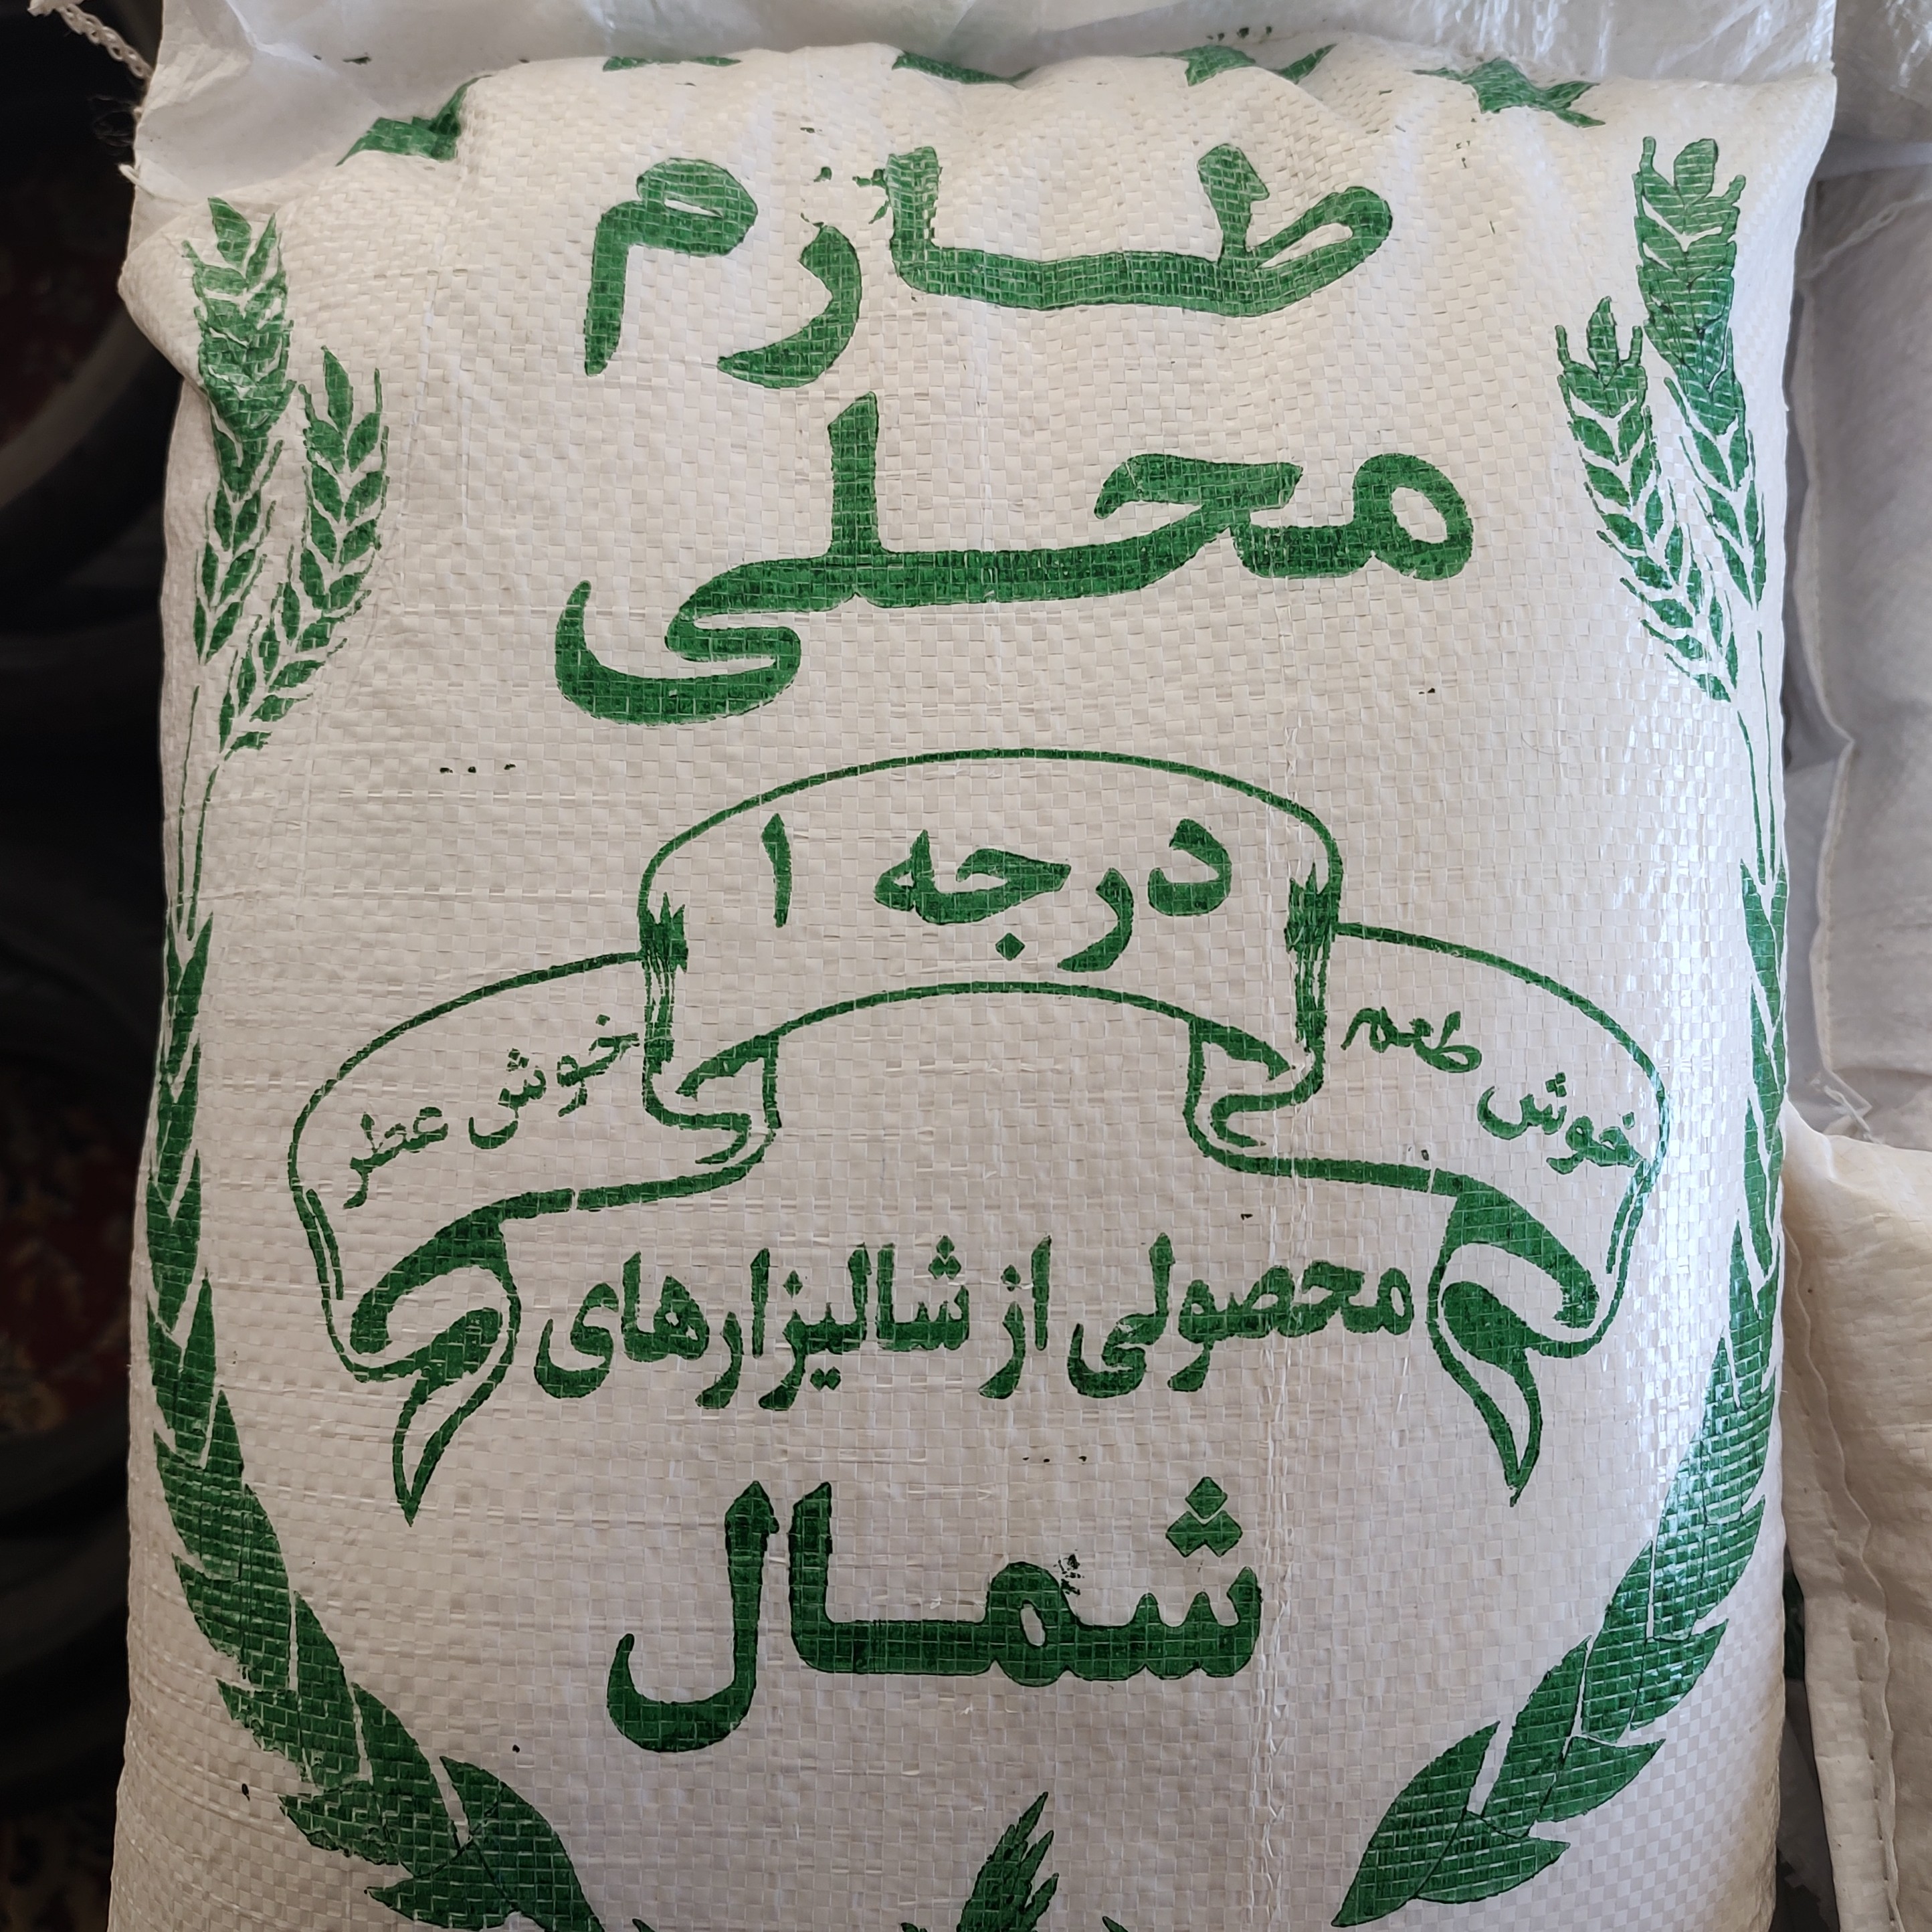 طارم
محلی
درجه ۱
خوش طعم
خوش عطر
محصولی از شالیزارهای
شمال